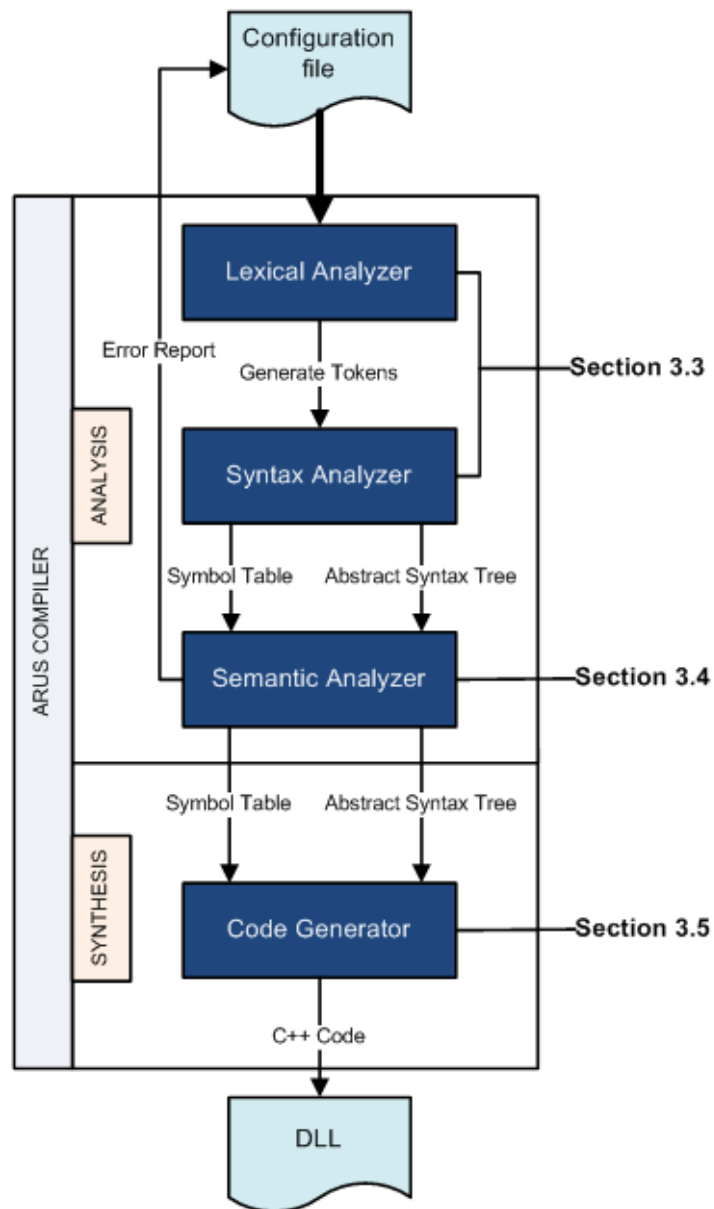 Configuration
file
Lexical Analyzer
Error Report
Generate Tokens
Section 3.3
Syntax Analyzer
ANALYSIS
Symbol Table
Abstract Syntax Tree
ARUS COMPILER
Semantic Analyzer
Section 3.4
Symbol Table
Abstract Syntax Tree
SYNTHESIS
Code Generator
Section 3.5
C++ Code
DLL